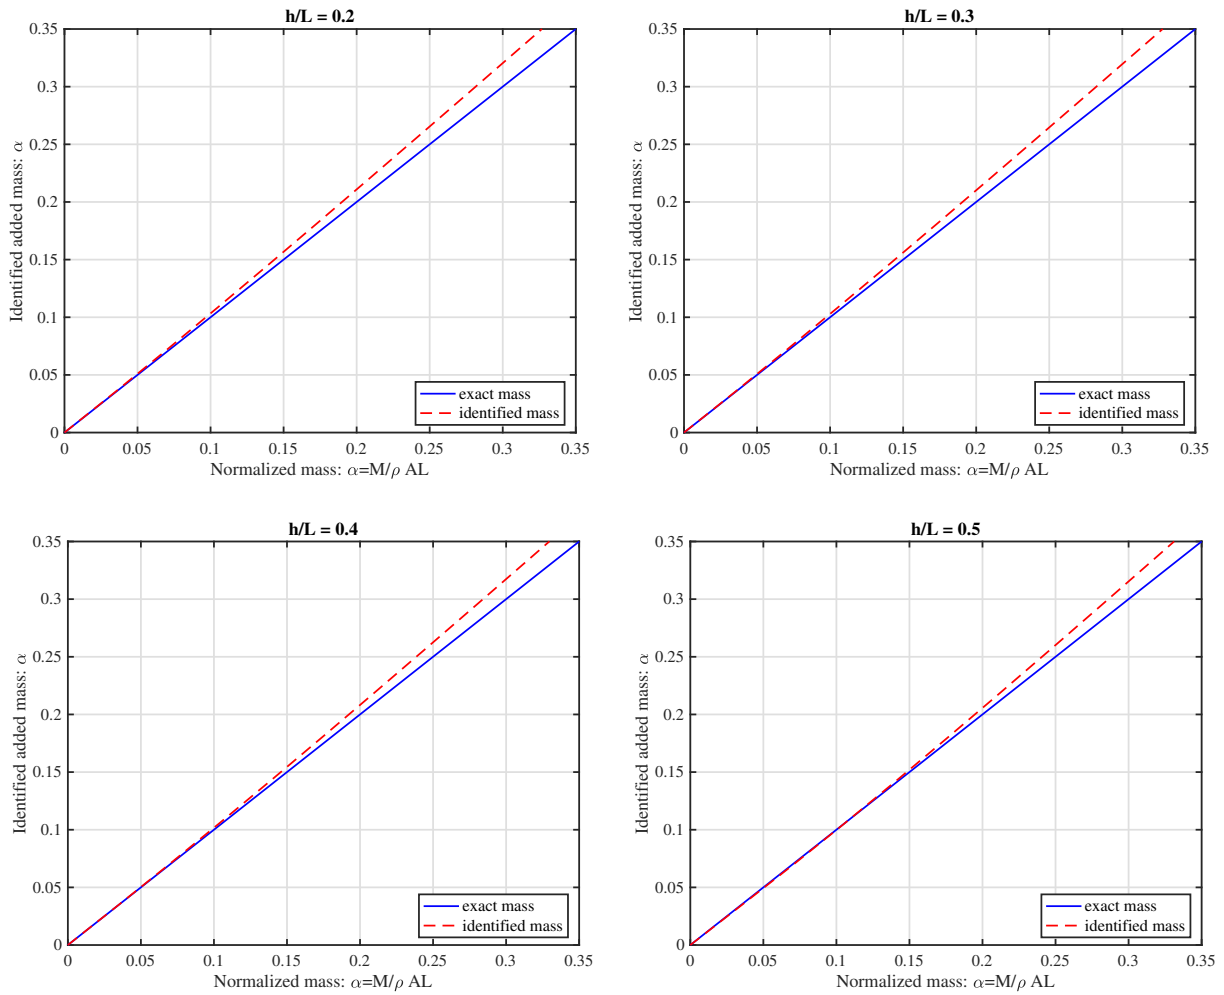 h/L = 0.2
0.35
0.3
0.25
0.2
0.15
0.1
0.05
0
Identified added mass: α
exact mass
identified mass
0 0.05 0.1 0.15 0.2 0.25 0.3 0.35
Normalized mass: α=M/ρ AL
h/L = 0.3
0.35
0.3
0.25
0.2
0.15
0.1
0.05
0
Identified added mass: α
exact mass
identified mass
0 0.05 0.1 0.15 0.2 0.25 0.3 0.35
Normalized mass: α=M/ρ AL
h/L = 0.4
0.35
0.3
0.25
0.2
0.15
0.1
0.05
0
Identified added mass: α
exact mass
identified mass
0 0.05 0.1 0.15 0.2 0.25 0.3 0.35
Normalized mass: α=M/ρ AL
h/L = 0.5
0.35
0.3
0.25
0.2
0.15
0.1
0.05
0
Identified added mass: α
exact mass
identified mass
0 0.05 0.1 0.15 0.2 0.25 0.3 0.35
Normalized mass: α=M/ρ AL